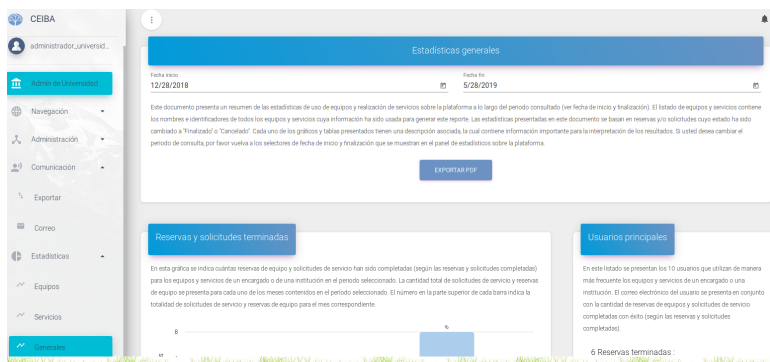 CEIBA
administrador_universid...
Admin de Universidad
Navegación
Administración
Comunicación
Exportar
Correo
Estadísticas
Equipos
Servicios
Generales
Estadísticas generales
Fecha inicio
12/28/2018
Fecha fin
5/28/2019
Este documento presenta un resumen de las estadísticas de uso de equipos y realización de servicios sobre la plataforma a lo largo del periodo consultado (ver fecha de inicio y finalización). El listado de equipos y servicios contiene
los nombres e identificadores de todos los equipos y servicios cuya información ha sido usada para generar este reporte. Las estadísticas presentadas en este documento se basan en reservas y/o solicitudes cuyo estado ha sido
cambiado a "Finalizado" o "Cancelado". Cada uno de los gráficos y tablas presentados tienen una descripción asociada, la cual contiene información importante para la interpretación de los resultados. Si usted desea cambiar el
periodo de consulta, por favor vuelva a los selectores de fecha de inicio y finalización que se muestran en el panel de estadísticas sobre la plataforma.
EXPORTAR PDF
Reservas y solicitudes terminadas
En esta gráfica se indica cuántas reservas de equipo y solicitudes de servicio han sido completadas (según las reservas y solicitudes completadas)
para los equipos y servicios de un encargado o de una institución en el periodo seleccionado. La cantidad total de solicitudes de servicio y reservas
de equipo se presenta para cada uno de los meses contenidos en el periodo seleccionado. El número en la parte superior de cada barra indica la
totalidad de solicitudes de servicio y reservas de equipo para el mes correspondiente.
8
Usuarios principales
En este listado se presentan los 10 usuarios que utilizan de manera
más frecuente los equipos y servicios de un encargado o una
institución. El correo electrónico del usuario se presenta en conjunto
con la cantidad de reservas de equipos y solicitudes de servicio
completadas con éxito (según las reservas y solicitudes
completadas).
6 Reservas terminadas :